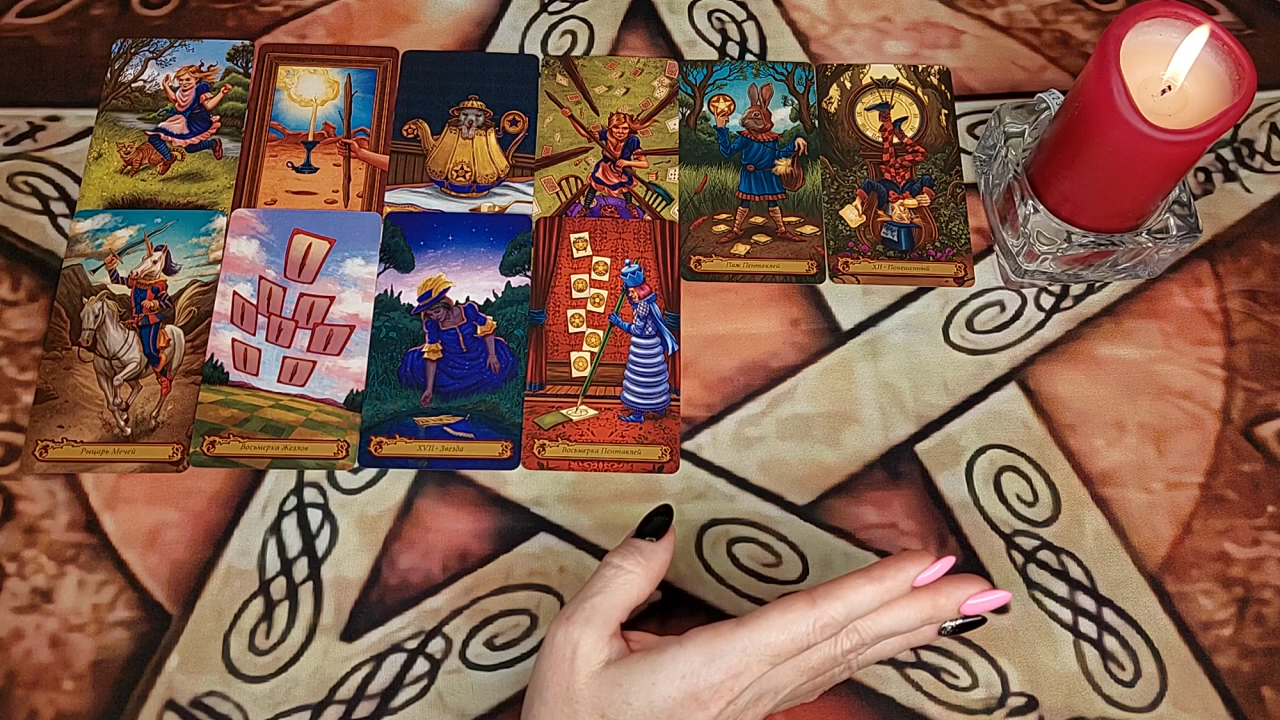 Паж Пентаклей
XII • Повешенный
Рыцарь Мечей
Восьмерка Жезлов
XVII • Звезда
Восьмерка Пентаклей